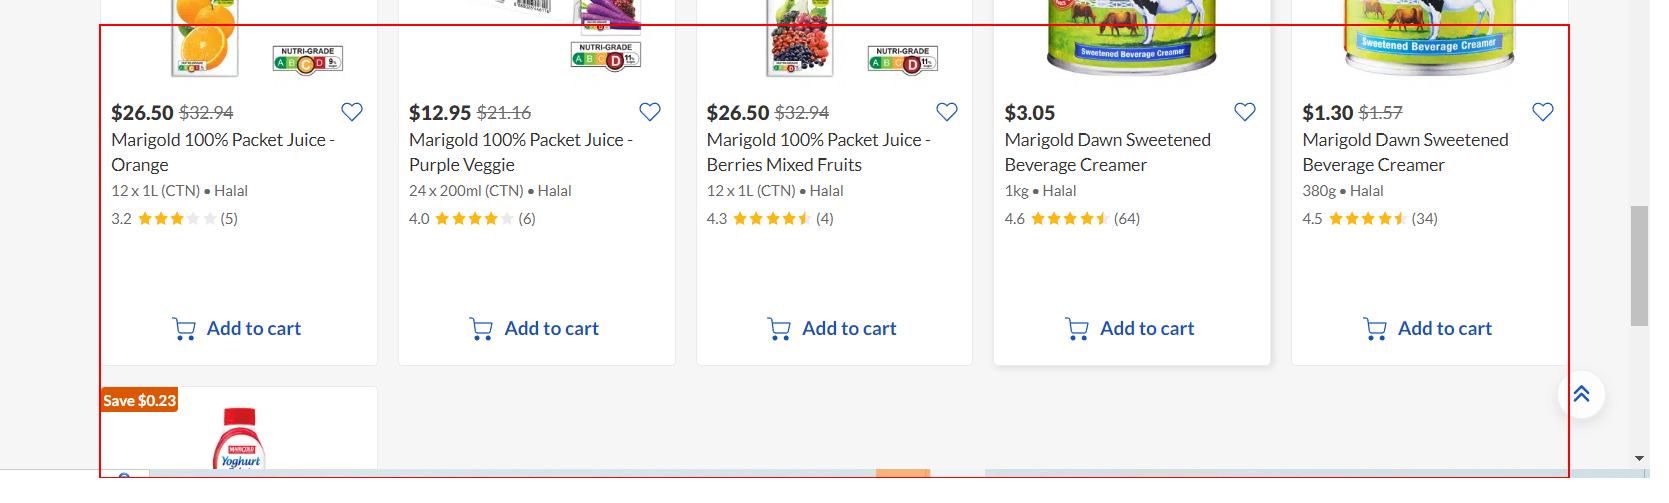 NUTRI-GRADE
A B C D 9%
NUTRI-GRADE
A B C D 11%
NUTRI-GRADE
A B C D 11%
Sweetened Beverage Creamer
Sweetened Beverage Creamer
$26.50 $32.94
Marigold 100% Packet Juice -
Orange
12 x 1L (CTN) • Halal
3.2 (5)
Add to cart
$12.95 $21.16
Marigold 100% Packet Juice -
Purple Veggie
24 x 200ml (CTN) • Halal
4.0 (6)
Add to cart
$26.50 $32.94
Marigold 100% Packet Juice -
Berries Mixed Fruits
12 x 1L (CTN) • Halal
4.3 (4)
Add to cart
$3.05
Marigold Dawn Sweetened
Beverage Creamer
1kg • Halal
4.6 (64)
Add to cart
$1.30 $1.57
Marigold Dawn Sweetened
Beverage Creamer
380g • Halal
4.5 (34)
Add to cart
Save $0.23
MARIGOLD
Yoghurt